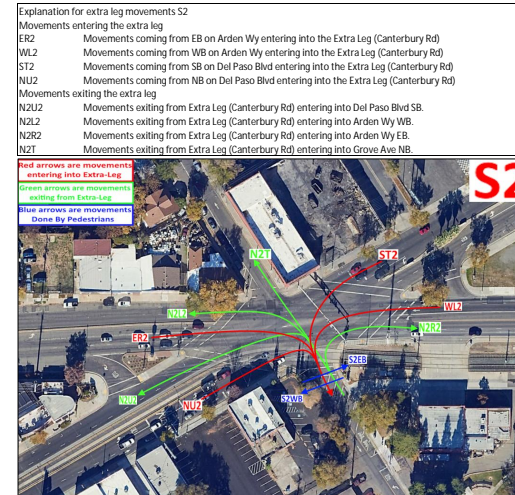 Explanation for extra leg movements S2
Movements entering the extra leg
ER2 Movements coming from EB on Arden Wy entering into the Extra Leg (Canterbury Rd)
WL2 Movements coming from WB on Arden Wy entering into the Extra Leg (Canterbury Rd)
ST2 Movements coming from SB on Del Paso Blvd entering into the Extra Leg (Canterbury Rd)
NU2 Movements coming from NB on Del Paso Blvd entering into the Extra Leg (Canterbury Rd)
Movements exiting the extra leg
N2U2 Movements exiting from Extra Leg (Canterbury Rd) entering into Del Paso Blvd SB.
N2L2 Movements exiting from Extra Leg (Canterbury Rd) entering into Arden Wy WB.
N2R2 Movements exiting from Extra Leg (Canterbury Rd) entering into Arden Wy EB.
N2T Movements exiting from Extra Leg (Canterbury Rd) entering into Grove Ave NB.
Red arrows are movements
entering into Extra-Leg
Green arrows are movements
exiting from Extra-Leg
Blue arrows are movements
Done By Pedestrians
S2
N2T
ST2
N2L2
WL2
N2R2
ER2
S2EB
N2U2
S2WB
NU2